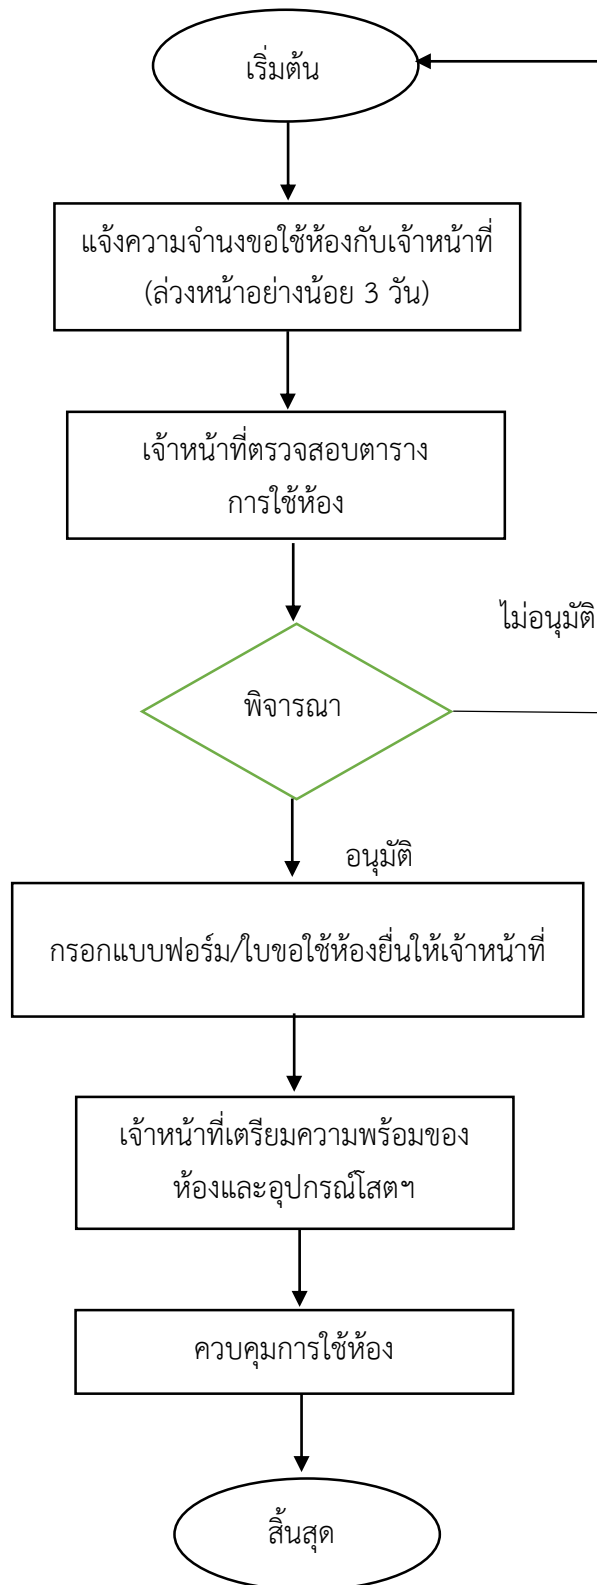 เริ่มต้น
แจ้งความจำนงขอใช้ห้องกับเจ้าหน้าที่
(ล่วงหน้าอย่างน้อย 3 วัน)
เจ้าหน้าที่ตรวจสอบตาราง
การใช้ห้อง
ไม่อนุมัติ
พิจารณา
อนุมัติ
กรอกแบบฟอร์ม/ใบขอใช้ห้องยื่นให้เจ้าหน้าที่
เจ้าหน้าที่เตรียมความพร้อมของ
ห้องและอุปกรณ์โสตฯ
ควบคุมการใช้ห้อง
สิ้นสุด